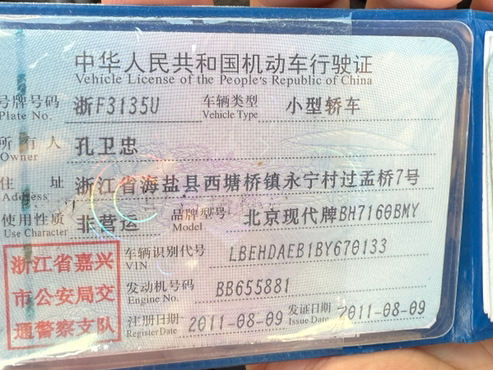 中华人民共和国机动车行驶证
Vehicle License of the People's Republic of China
号牌号码 浙F3135U 车辆类型 小型轿车
Plate No. Vehicle Type
所有人 孔卫忠
Owner
住址 浙江省海盐县西塘桥镇永宁村过孟桥7号
Address
使用性质 非营运 品牌型号 北京现代牌BH7160BMY
Use Character Model
浙江省嘉兴
市公安局交
通警察支队
车辆识别代号 LBEHDAEB1BY670133
VIN
发动机号码 BB655881
Engine No.
注册日期 2011-08-09 发证日期 2011-08-09
Register Date Issue Date